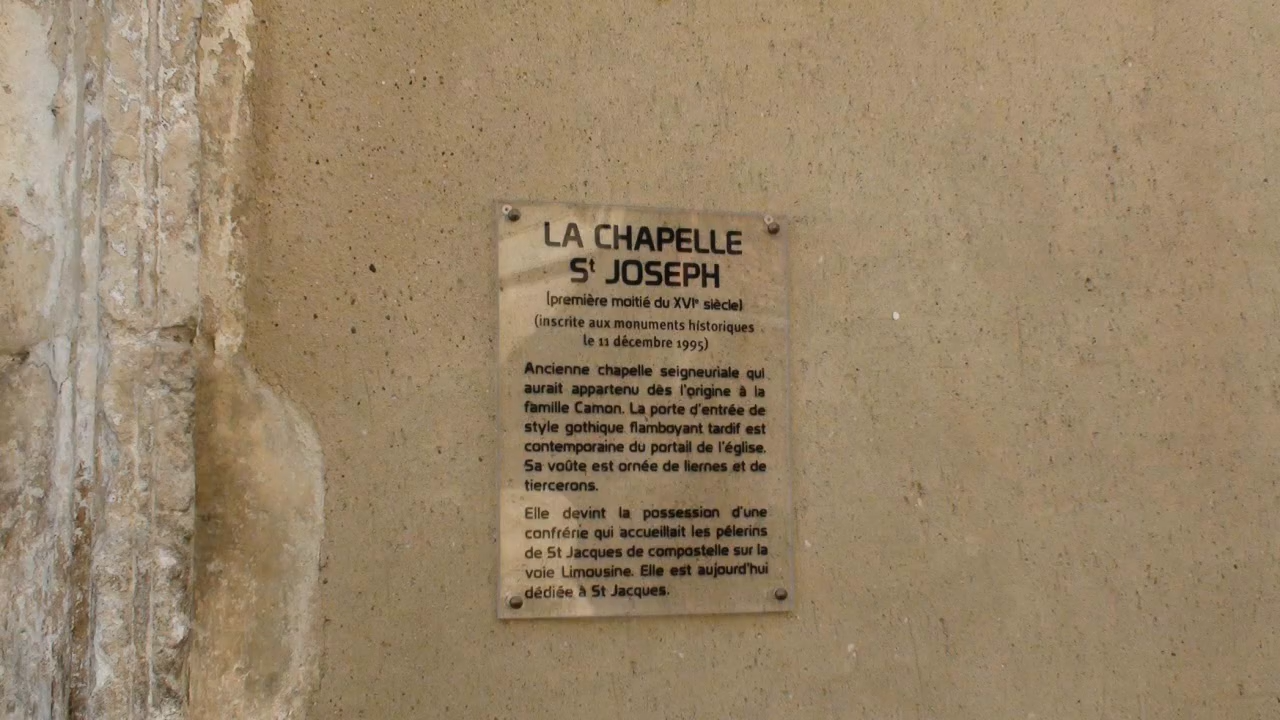 LA CHAPELLE
St JOSEPH
(première moitié du XVIe siècle)
(inscrite aux monuments historiques
le 11 décembre 1995)
Ancienne chapelle seigneuriale qui
aurait appartenu dès l'origine à la
famille Camon. La porte d'entrée de
style gothique flamboyant tardif est
contemporaine du portail de l'église.
Sa voûte est ornée de liernes et de
tiercerons.
Elle devint la possession d'une
confrérie qui accueillait les pélerins
de St Jacques de compostelle sur la
voie Limousine. Elle est aujourd'hui
dédiée à St Jacques.